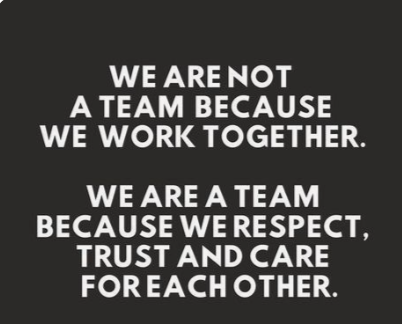 WE ARE NOT
A TEAM BECAUSE
WE WORK TOGETHER.
WE ARE A TEAM
BECAUSE WE RESPECT,
TRUST AND CARE
FOR EACH OTHER.